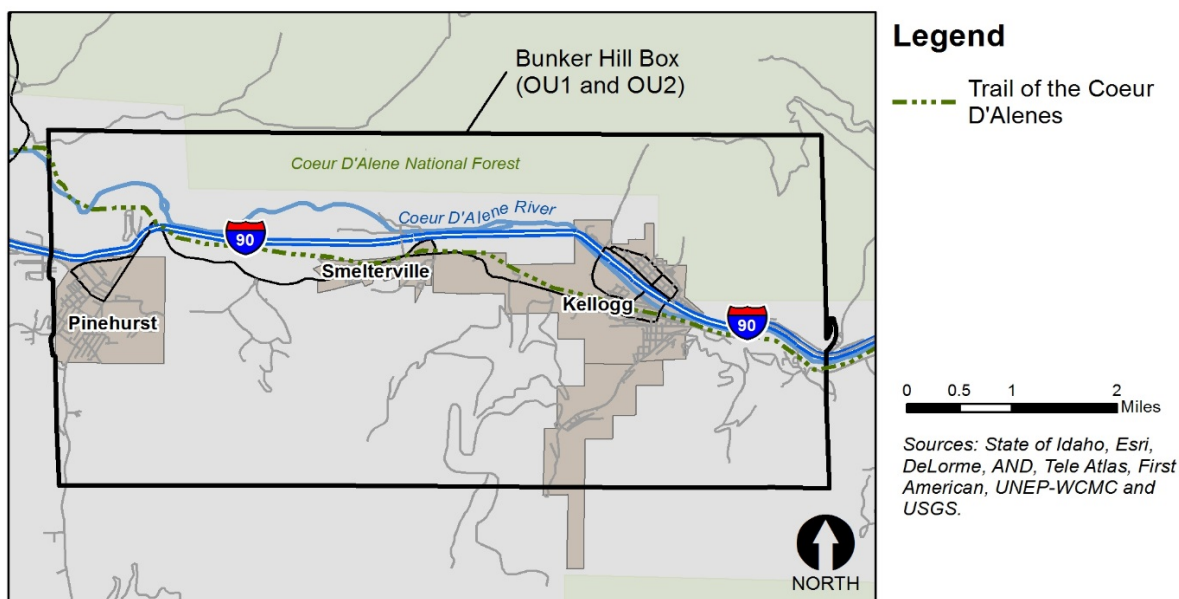 Bunker Hill Box
(OU1 and OU2)
Coeur D'Alene National Forest
Coeur D'Alene River
90
Smelterville
Pinehurst
Kellogg
90
NORTH
Legend
Trail of the Coeur
D'Alenes
0 0.5 1 2
Miles
Sources: State of Idaho, Esri,
DeLorme, AND, Tele Atlas, First
American, UNEP-WCMC and
USGS.